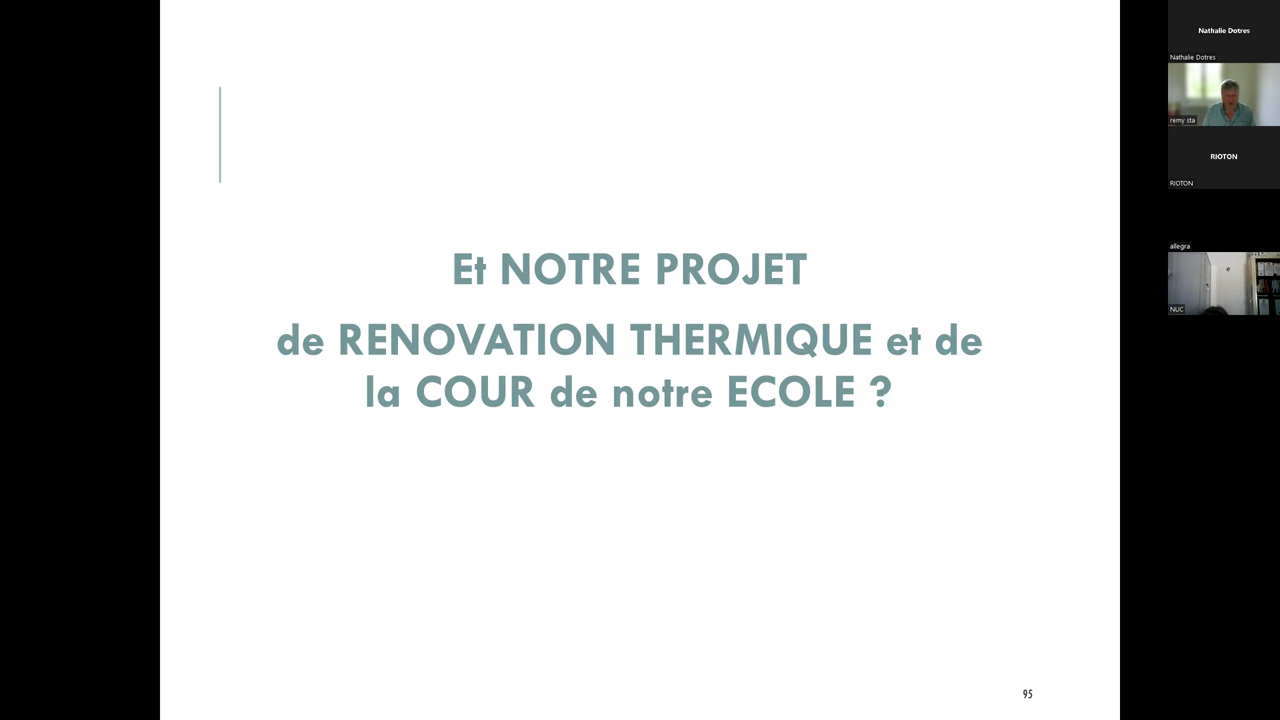 Et NOTRE PROJET
de RENOVATION THERMIQUE et de
la COUR de notre ECOLE ?
95
Nathalie Dotres
Nathalie Dotres
remy sta
RIOTON
RIOTON
allegra
NUC